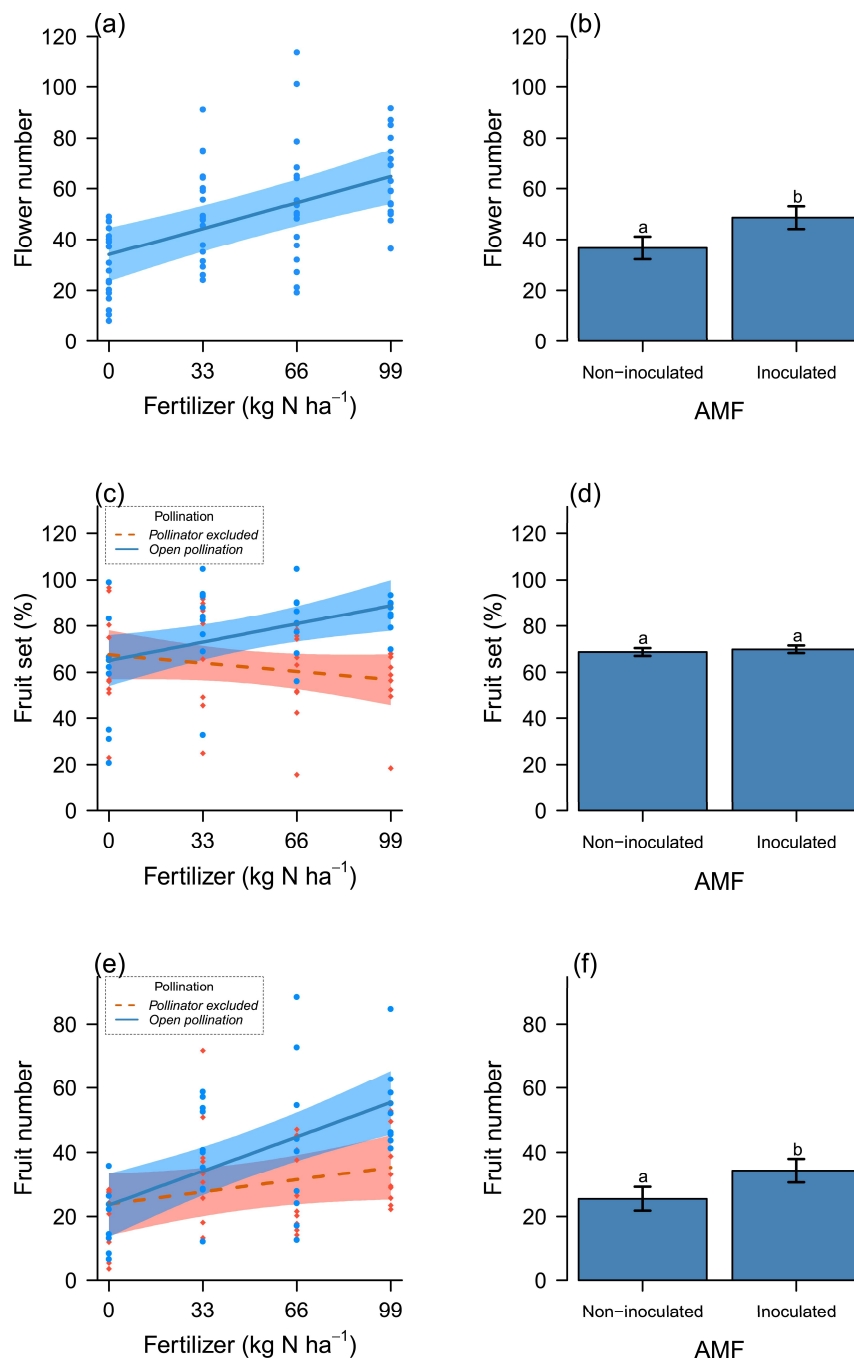 (a)
120
100
80
60
40
20
0
Flower number
0 33 66 99
Fertilizer (kg N ha⁻¹)
(b)
120
100
80
60
40
20
0
Flower number
a
b
Non−inoculated Inoculated
AMF
(c)
Pollination
Pollinator excluded
Open pollination
120
100
80
60
40
20
0
Fruit set (%)
0 33 66 99
Fertilizer (kg N ha⁻¹)
(d)
120
100
80
60
40
20
0
Fruit set (%)
a
a
Non−inoculated Inoculated
AMF
(e)
Pollination
Pollinator excluded
Open pollination
80
60
40
20
0
Fruit number
0 33 66 99
Fertilizer (kg N ha⁻¹)
(f)
80
60
40
20
0
Fruit number
a
b
Non−inoculated Inoculated
AMF